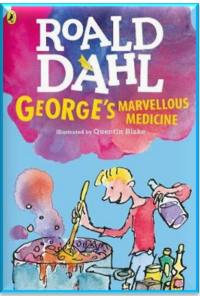 ROALD
DAHL
GEORGE'S MARVELLOUS
MEDICINE
Illustrated by Quentin Blake